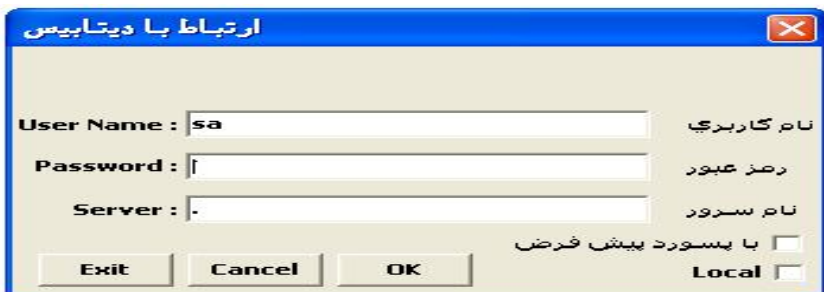 ارتباط با دیتابیس
User Name : sa نام کاربري
Password : رمز عبور
Server : . نام سرور
با پسورد پیش فرض
Local
Exit Cancel OK